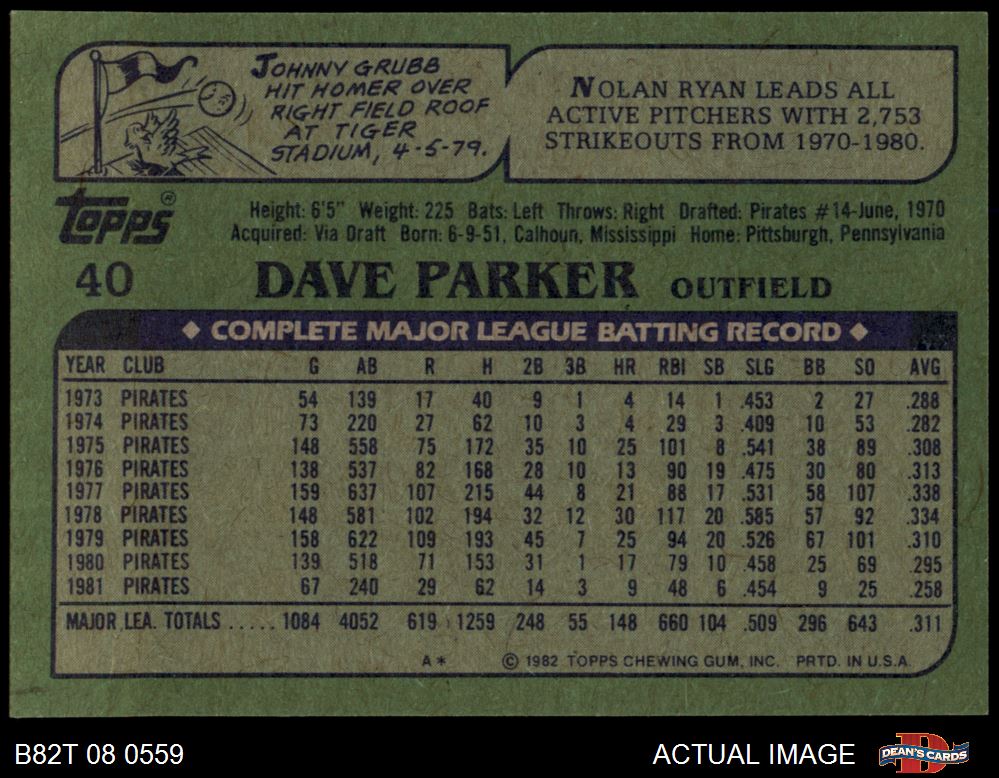 JOHNNY GRUBB
HIT HOMER OVER
RIGHT FIELD ROOF
AT TIGER
STADIUM, 4-5-79.
NOLAN RYAN LEADS ALL
ACTIVE PITCHERS WITH 2,753
STRIKEOUTS FROM 1970-1980.
Topps®
Height: 6'5" Weight: 225 Bats: Left Throws: Right Drafted: Pirates #14-June, 1970
Acquired: Via Draft Born: 6-9-51, Calhoun, Mississippi Home: Pittsburgh, Pennsylvania
40 DAVE PARKER OUTFIELD
◆ COMPLETE MAJOR LEAGUE BATTING RECORD ◆
YEAR CLUB G AB R H 2B 3B HR RBI SB SLG BB SO AVG
1973 PIRATES 54 139 17 40 9 1 4 14 1 .453 2 27 .288
1974 PIRATES 73 220 27 62 10 3 4 29 3 .409 10 53 .282
1975 PIRATES 148 558 75 172 35 10 25 101 8 .541 38 89 .308
1976 PIRATES 138 537 82 168 28 10 13 90 19 .475 30 80 .313
1977 PIRATES 159 637 107 215 44 8 21 88 17 .531 58 107 .338
1978 PIRATES 148 581 102 194 32 12 30 117 20 .585 57 92 .334
1979 PIRATES 158 622 109 193 45 7 25 94 20 .526 67 101 .310
1980 PIRATES 139 518 71 153 31 1 17 79 10 .458 25 69 .295
1981 PIRATES 67 240 29 62 14 3 9 48 6 .454 9 25 .258
MAJOR LEA. TOTALS ..... 1084 4052 619 1259 248 55 148 660 104 .509 296 643 .311
A* © 1982 TOPPS CHEWING GUM, INC. PRTD. IN U.S.A.
B82T 08 0559 ACTUAL IMAGE DEAN'S CARDS